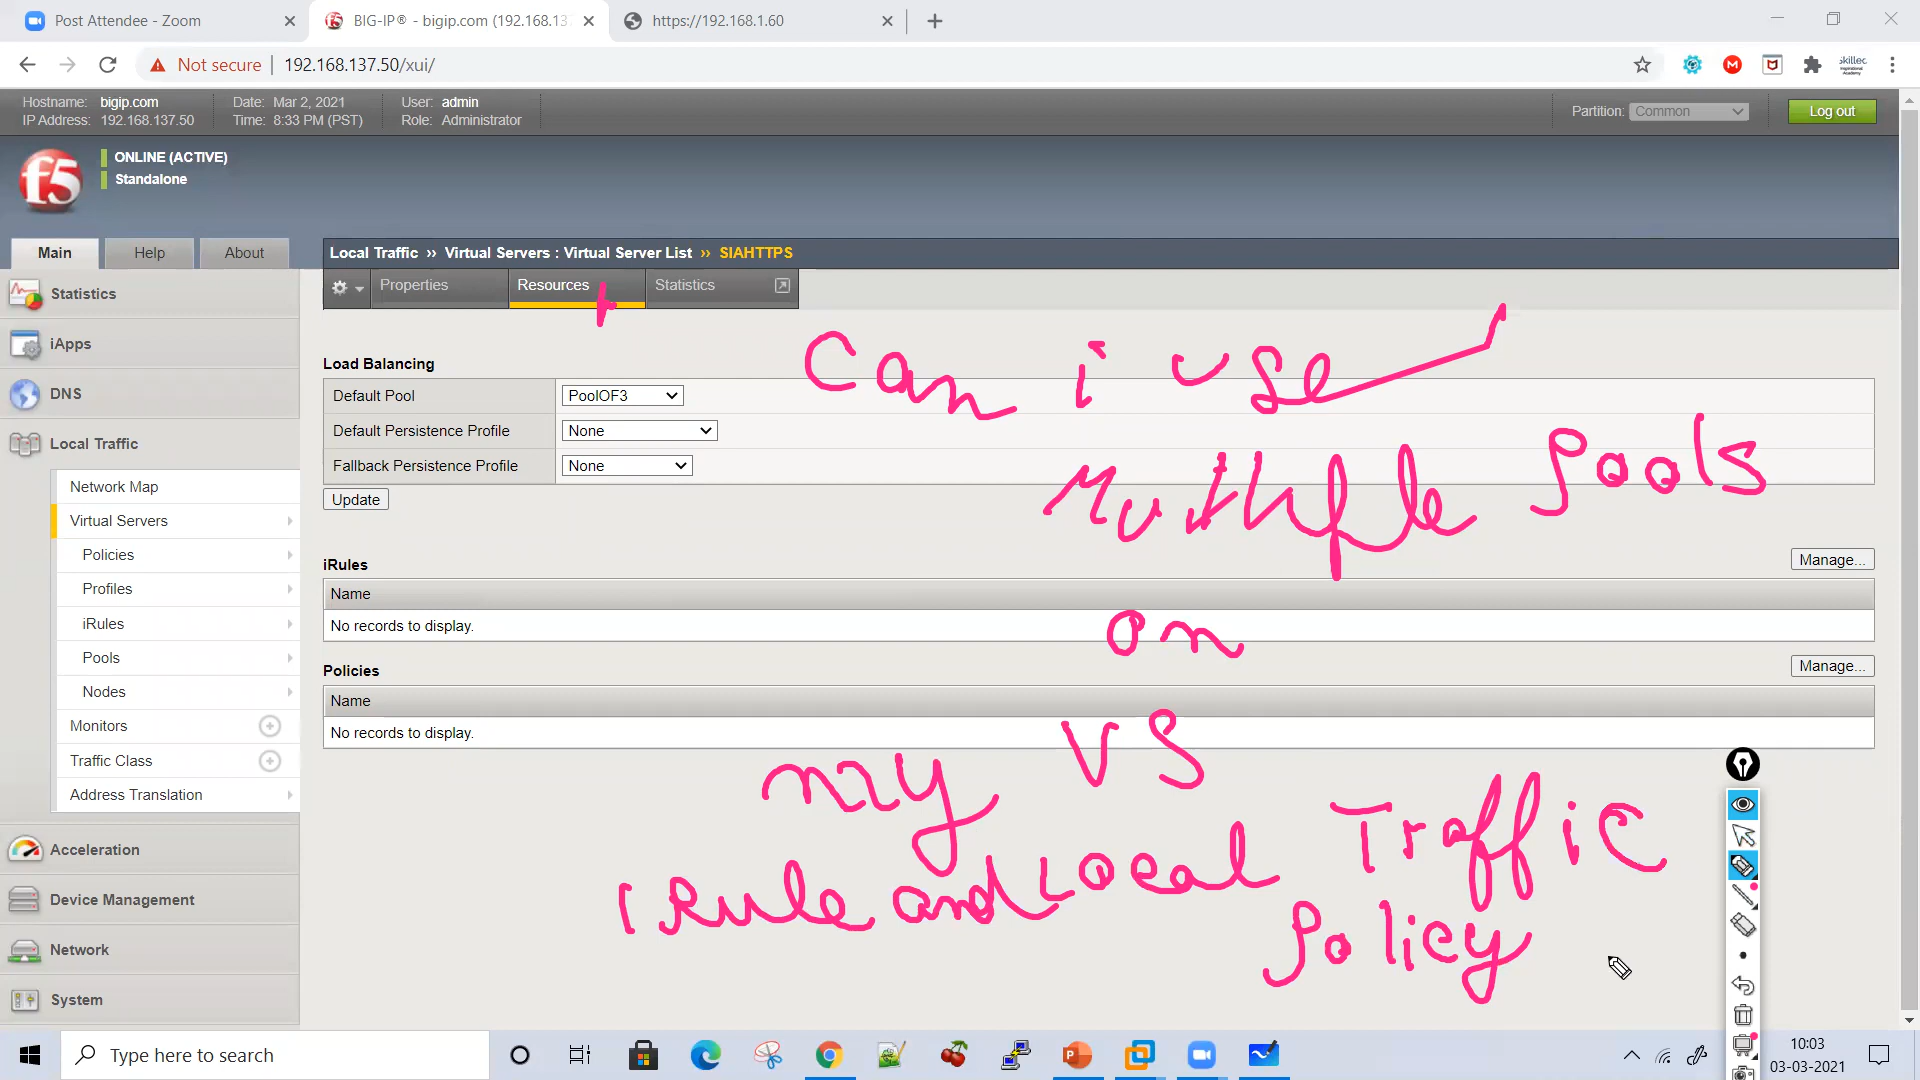 Post Attendee - Zoom
BIG-IP® - bigip.com (192.168.13
https://192.168.1.60
Not secure
192.168.137.50/xui/
Hostname: bigip.com
IP Address: 192.168.137.50
Date: Mar 2, 2021
Time: 8:33 PM (PST)
User: admin
Role: Administrator
Partition: Common
Log out
f5
ONLINE (ACTIVE)
Standalone
Main
Help
About
Local Traffic ›› Virtual Servers : Virtual Server List ›› SIAHTTPS
Properties
Resources
Statistics
Statistics
iApps
DNS
Local Traffic
Network Map
Virtual Servers
Policies
Profiles
iRules
Pools
Nodes
Monitors
Traffic Class
Address Translation
Acceleration
Device Management
Network
System
Load Balancing
Default Pool PoolOF3
Default Persistence Profile None
Fallback Persistence Profile None
Update
iRules
Manage...
Name
No records to display.
Policies
Manage...
Name
No records to display.
Can i use
Multiple Pools
on
my VS
iRule and Local Traffic
Policy
Type here to search
10:03
03-03-2021